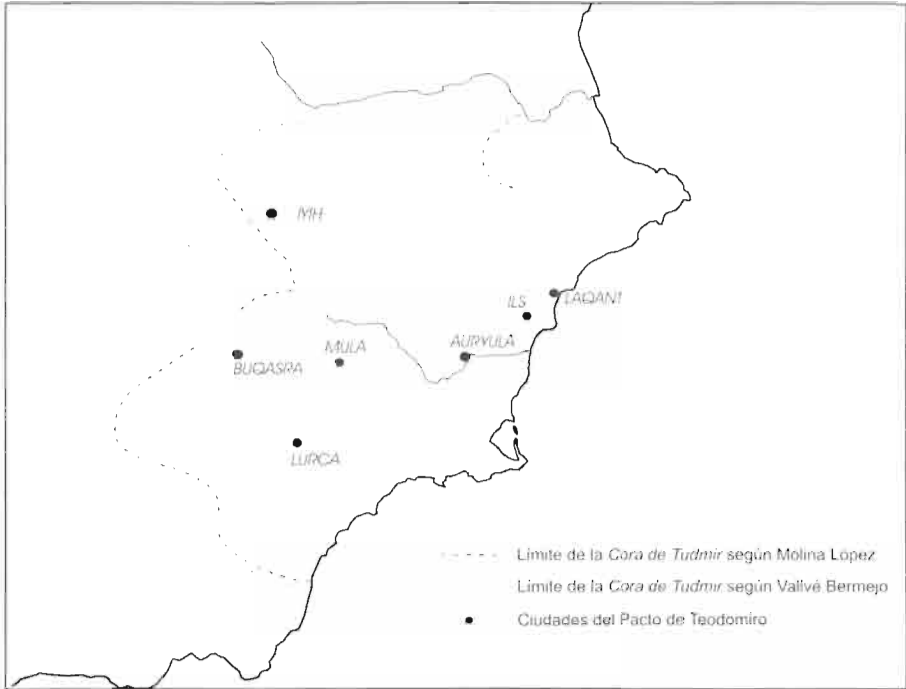 IYIH
ILS
LAQANT
BUQASRA
MULA
AURYULA
LURCA
Límite de la Cora de Tudmir según Molina López
Límite de la Cora de Tudmir según Vallvé Bermejo
Ciudades del Pacto de Teodomiro